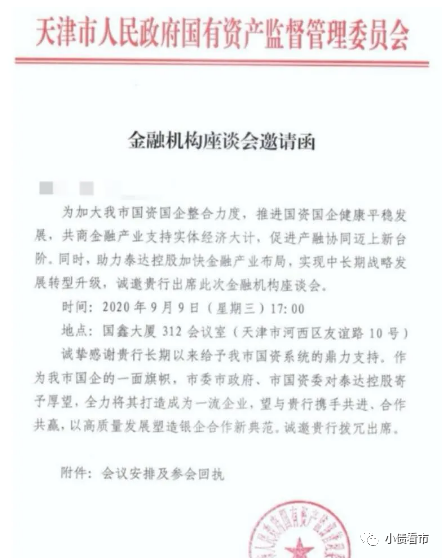 天津市人民政府国有资产监督管理委员会
金融机构座谈会邀请函
为加大我市国资国企整合力度，推进国资国企健康平稳发
展，共商金融产业支持实体经济大计，促进产融协同迈上新台
阶。同时，助力泰达控股加快金融产业布局，实现中长期战略发
展转型升级，诚邀贵行出席此次金融机构座谈会。
时间：2020年9月9日（星期三）17:00
地点：国鑫大厦312会议室（天津市河西区友谊路10号）
诚挚感谢贵行长期以来给予我市国资系统的鼎力支持。作
为我市国企的一面旗帜，市委市政府、市国资委对泰达控股寄
予厚望，全力将其打造成为一流企业，望与贵行携手共进、合作
共赢，以高质量发展塑造银企合作新典范。诚邀贵行拨冗出席。
附件：会议安排及参会回执
小债看市